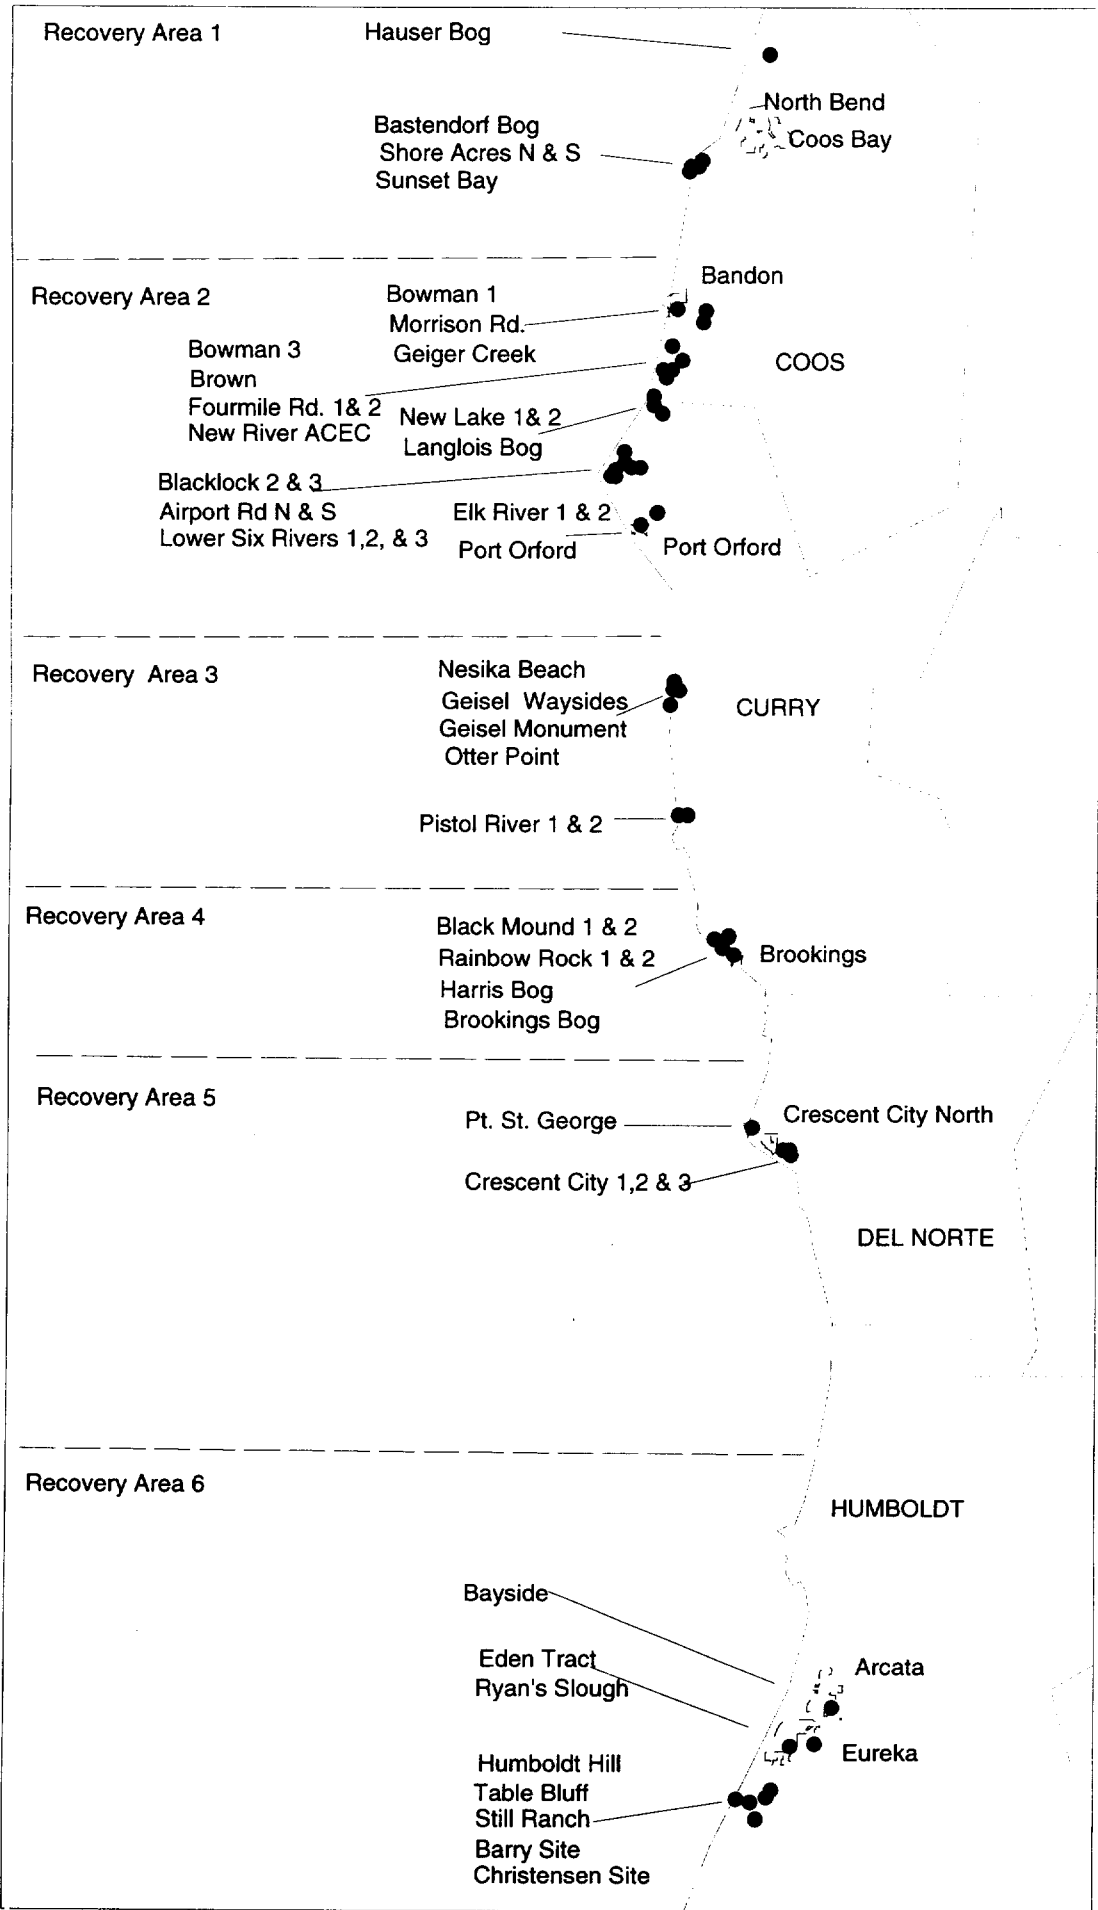 Recovery Area 1
Hauser Bog
North Bend
Coos Bay
Bastendorf Bog
Shore Acres N & S
Sunset Bay
Recovery Area 2
Bandon
Bowman 1
Morrison Rd.
Geiger Creek
COOS
Bowman 3
Brown
Fourmile Rd. 1& 2
New River ACEC
New Lake 1& 2
Langlois Bog
Blacklock 2 & 3
Airport Rd N & S
Lower Six Rivers 1,2, & 3
Elk River 1 & 2
Port Orford
Port Orford
Recovery Area 3
Nesika Beach
Geisel Waysides
Geisel Monument
Otter Point
CURRY
Pistol River 1 & 2
Recovery Area 4
Black Mound 1 & 2
Rainbow Rock 1 & 2
Harris Bog
Brookings Bog
Brookings
Recovery Area 5
Pt. St. George
Crescent City North
Crescent City 1,2 & 3
DEL NORTE
Recovery Area 6
HUMBOLDT
Bayside
Eden Tract
Ryan's Slough
Arcata
Eureka
Humboldt Hill
Table Bluff
Still Ranch
Barry Site
Christensen Site